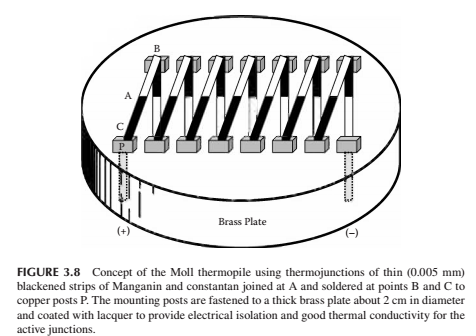 B
A
C
P
Brass Plate
(+)
(−)
FIGURE 3.8 Concept of the Moll thermopile using thermojunctions of thin (0.005 mm)
blackened strips of Manganin and constantan joined at A and soldered at points B and C to
copper posts P. The mounting posts are fastened to a thick brass plate about 2 cm in diameter
and coated with lacquer to provide electrical isolation and good thermal conductivity for the
active junctions.